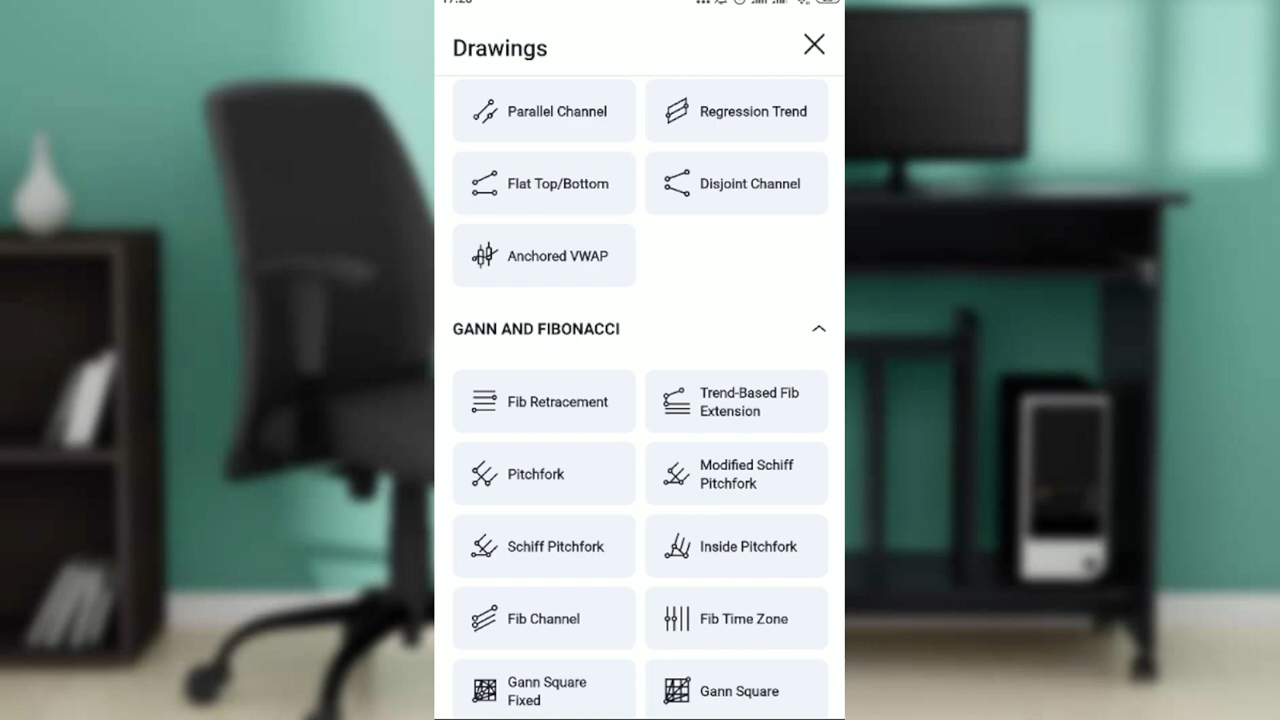 Drawings
Parallel Channel
Regression Trend
Flat Top/Bottom
Disjoint Channel
Anchored VWAP
GANN AND FIBONACCI
Fib Retracement
Trend-Based Fib
Extension
Pitchfork
Modified Schiff
Pitchfork
Schiff Pitchfork
Inside Pitchfork
Fib Channel
Fib Time Zone
Gann Square
Fixed
Gann Square